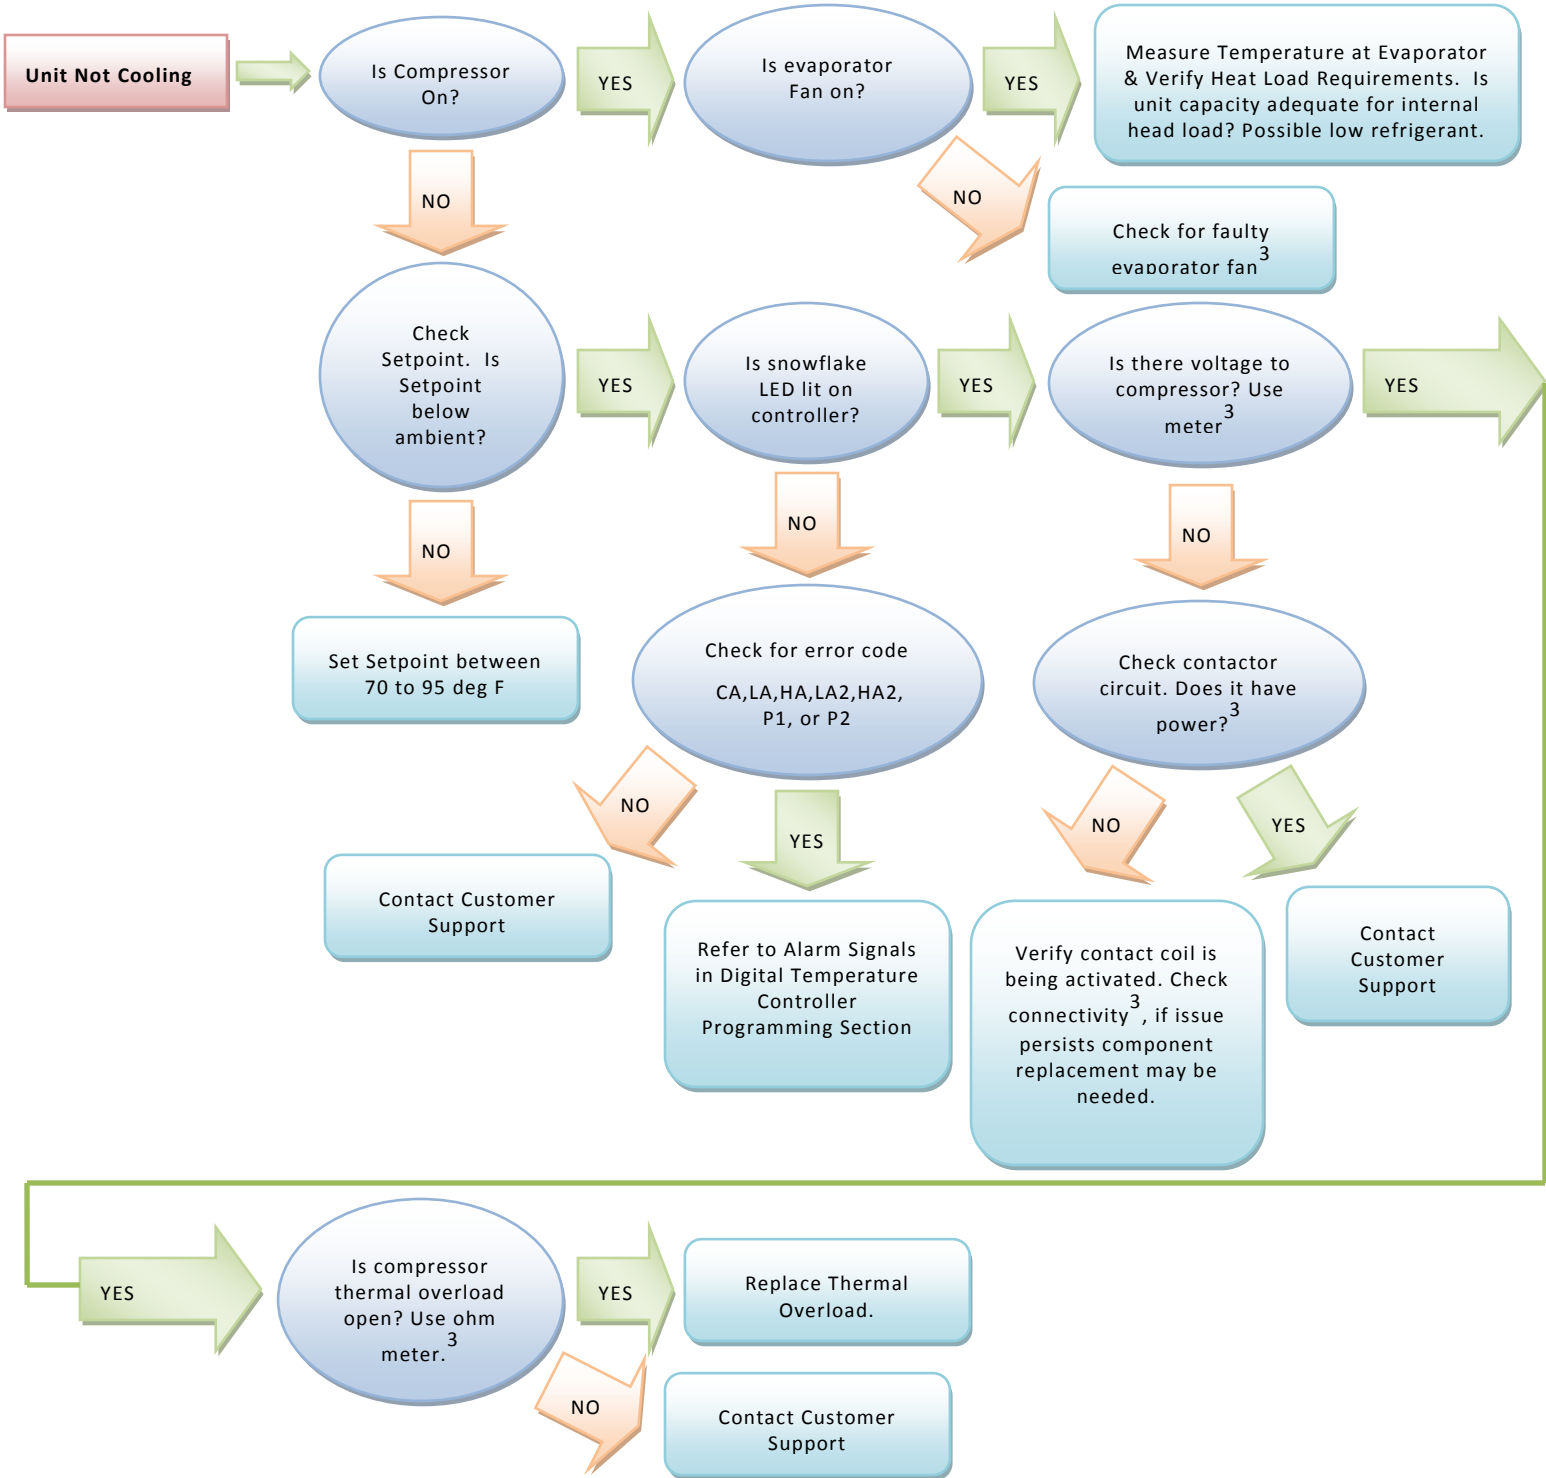 Unit Not Cooling
Is Compressor
On?
YES
Is evaporator
Fan on?
YES
Measure Temperature at Evaporator
& Verify Heat Load Requirements. Is
unit capacity adequate for internal
head load? Possible low refrigerant.
NO
NO
Check for faulty
evaporator fan3
Check
Setpoint. Is
Setpoint
below
ambient?
YES
Is snowflake
LED lit on
controller?
YES
Is there voltage to
compressor? Use
meter3
YES
NO
NO
NO
Set Setpoint between
70 to 95 deg F
Check for error code
CA,LA,HA,LA2,HA2,
P1, or P2
Check contactor
circuit. Does it have
power?3
NO
YES
NO
YES
Contact Customer
Support
Refer to Alarm Signals
in Digital Temperature
Controller
Programming Section
Verify contact coil is
being activated. Check
connectivity3, if issue
persists component
replacement may be
needed.
Contact
Customer
Support
YES
Is compressor
thermal overload
open? Use ohm
meter.3
YES
Replace Thermal
Overload.
NO
Contact Customer
Support